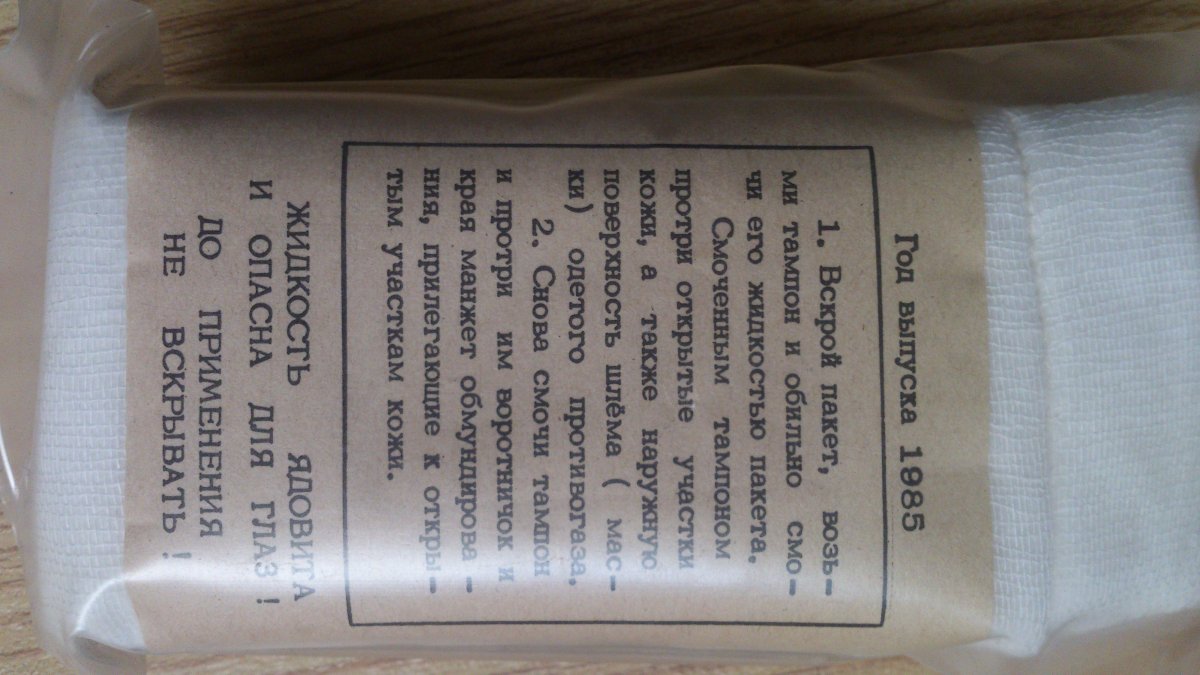 Год выпуска 1985
1. Вскрой пакет, возь-
ми тампон и обильно смо-
чи его жидкостью пакета.
Смоченным тампоном
протри открытые участки
кожи, а также наружную
поверхность шлёма ( мас-
ки) одетого противогаза.
2. Снова смочи тампон
и протри им воротничок и
края манжет обмундирова -
ния, прилегающие к откры-
тым участкам кожи.
ЖИДКОСТЬ ЯДОВИТА
И ОПАСНА ДЛЯ ГЛАЗ !
ДО ПРИМЕНЕНИЯ
НЕ ВСКРЫВАТЬ !